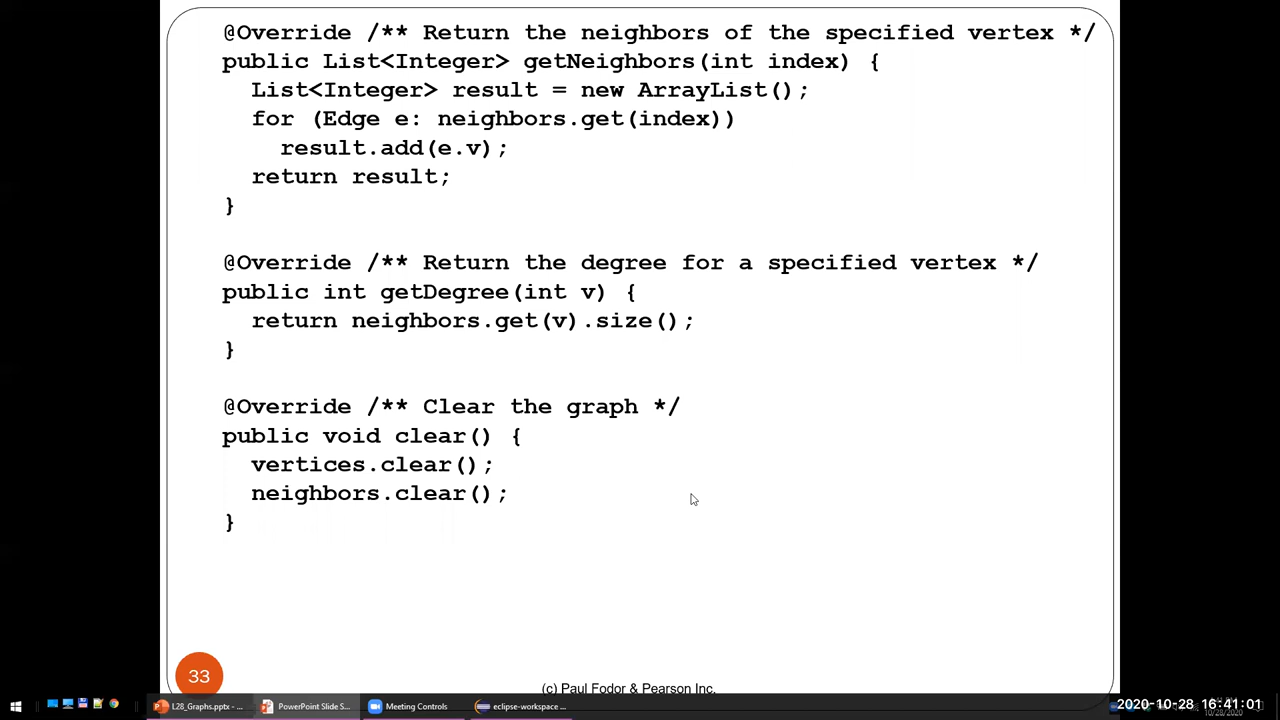 @Override /** Return the neighbors of the specified vertex */
public List<Integer> getNeighbors(int index) {
List<Integer> result = new ArrayList();
for (Edge e: neighbors.get(index))
result.add(e.v);
return result;
}
@Override /** Return the degree for a specified vertex */
public int getDegree(int v) {
return neighbors.get(v).size();
}
@Override /** Clear the graph */
public void clear() {
vertices.clear();
neighbors.clear();
}
33
(c) Paul Fodor & Pearson Inc.
L28_Graphs.pptx - ...
PowerPoint Slide S...
Meeting Controls
eclipse-workspace ...
2020-10-28 16:41:01